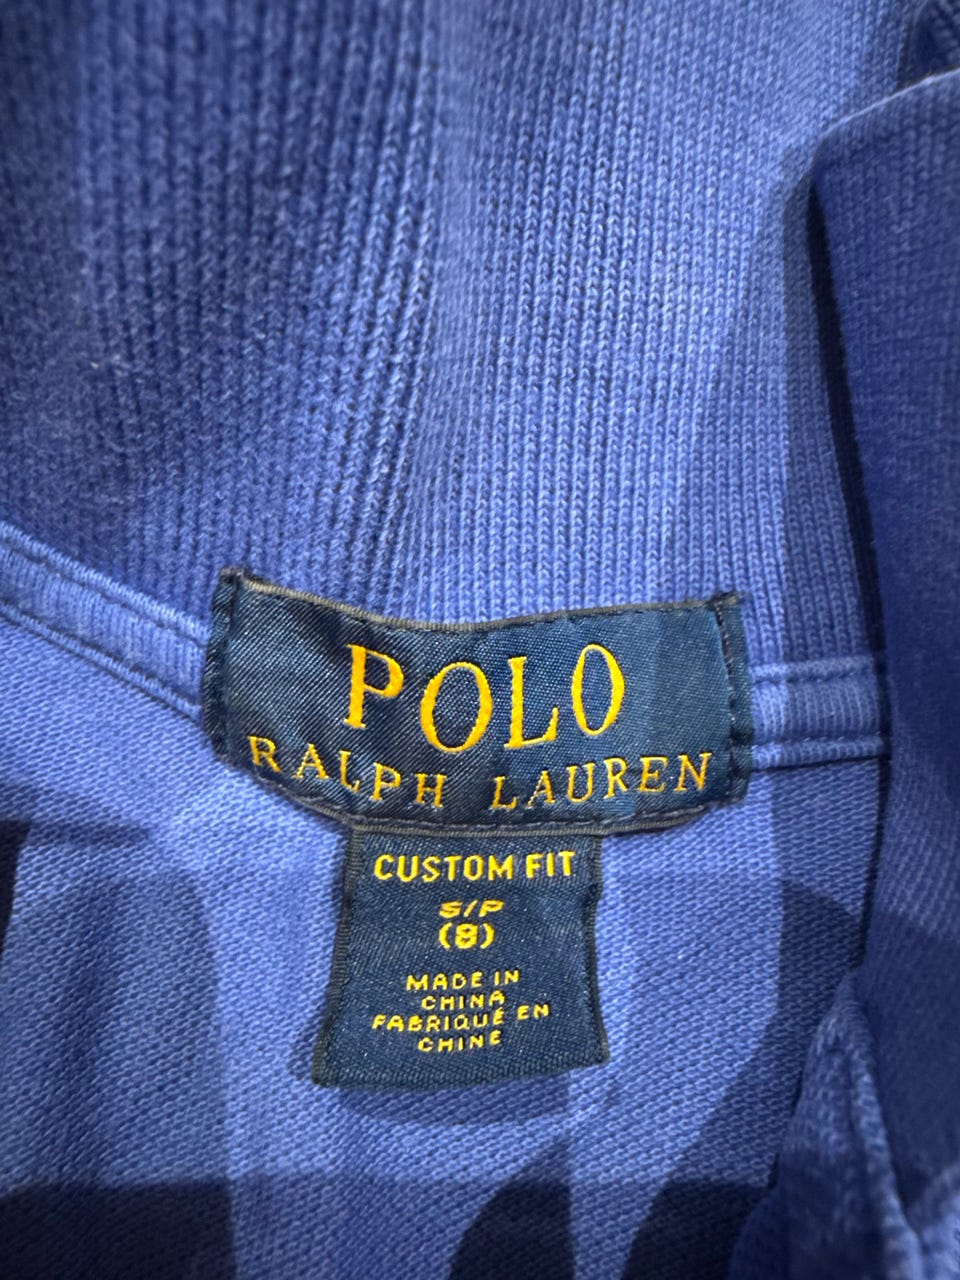 POLO
RALPH LAUREN
CUSTOM FIT
S/P
(8)
MADE IN
CHINA
FABRIQUÉ EN
CHINE